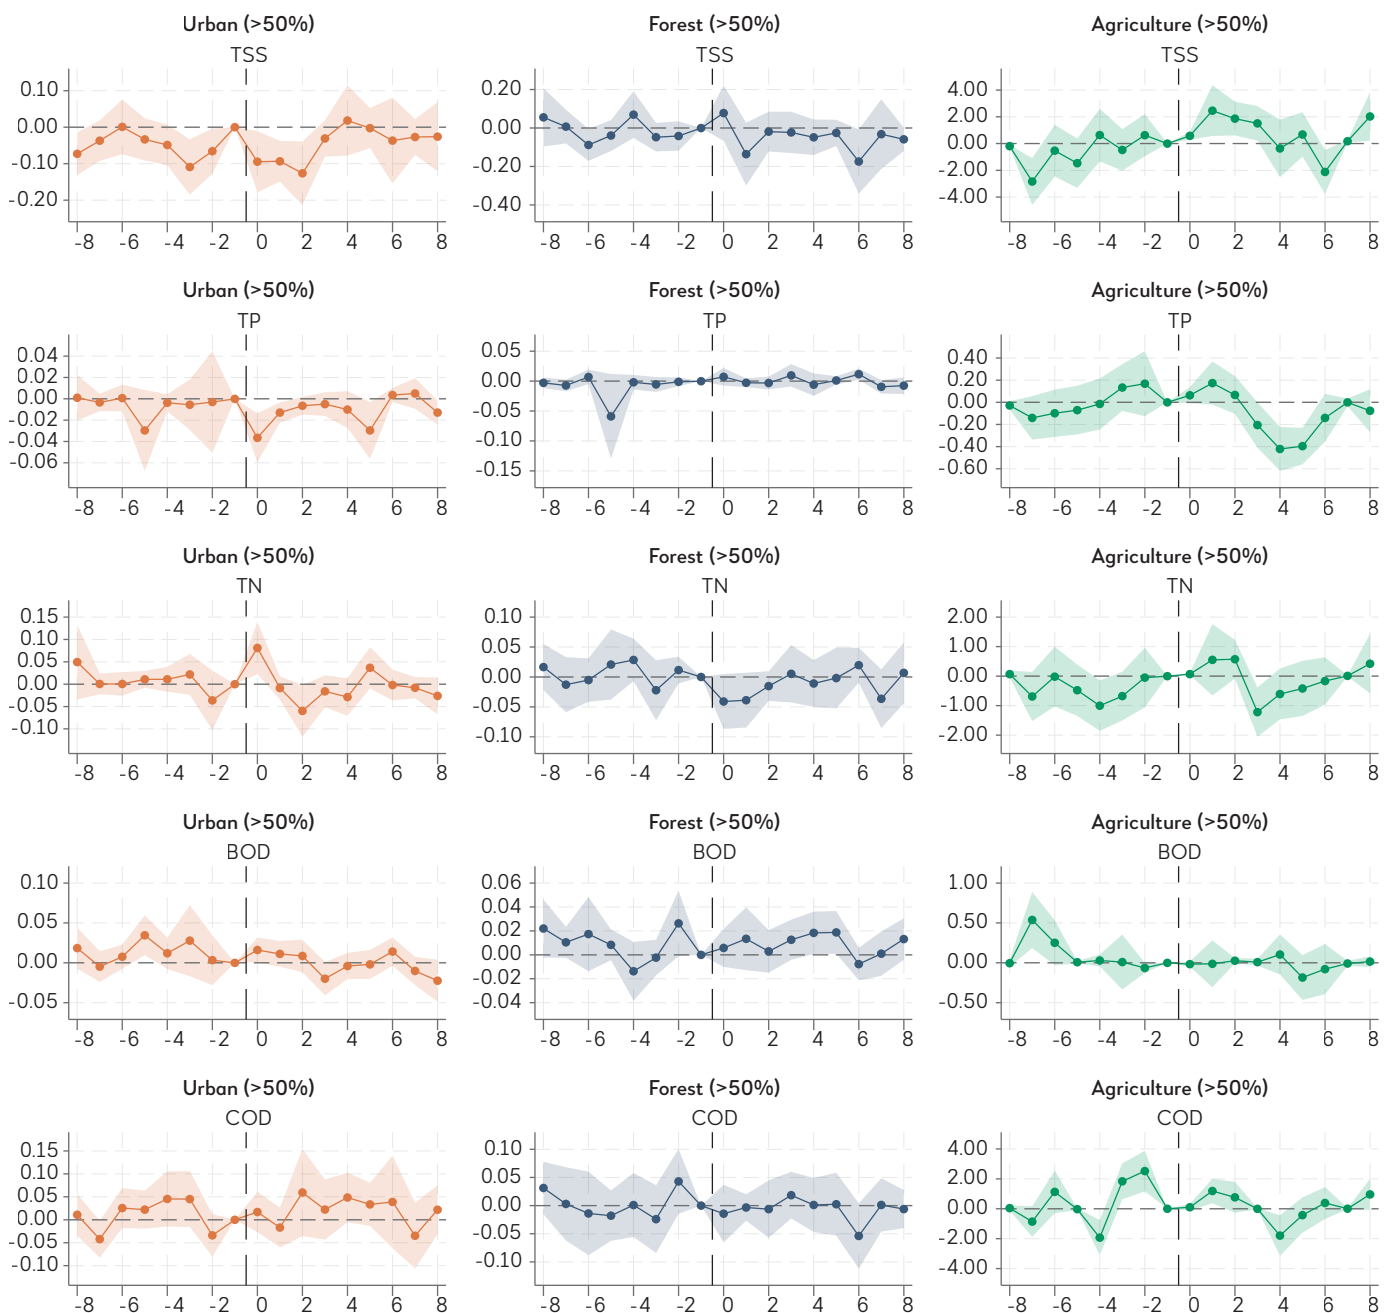 Urban (>50%)
TSS
0.10
0.00
-0.10
-0.20
-8 -6 -4 -2 0 2 4 6 8
Forest (>50%)
TSS
0.20
0.00
-0.20
-0.40
-8 -6 -4 -2 0 2 4 6 8
Agriculture (>50%)
TSS
4.00
2.00
0.00
-2.00
-4.00
-8 -6 -4 -2 0 2 4 6 8
Urban (>50%)
TP
0.04
0.02
0.00
-0.02
-0.04
-0.06
-8 -6 -4 -2 0 2 4 6 8
Forest (>50%)
TP
0.05
0.00
-0.05
-0.10
-0.15
-8 -6 -4 -2 0 2 4 6 8
Agriculture (>50%)
TP
0.40
0.20
0.00
-0.20
-0.40
-0.60
-8 -6 -4 -2 0 2 4 6 8
Urban (>50%)
TN
0.15
0.10
0.05
0.00
-0.05
-0.10
-8 -6 -4 -2 0 2 4 6 8
Forest (>50%)
TN
0.10
0.05
0.00
-0.05
-0.10
-8 -6 -4 -2 0 2 4 6 8
Agriculture (>50%)
TN
2.00
1.00
0.00
-1.00
-2.00
-8 -6 -4 -2 0 2 4 6 8
Urban (>50%)
BOD
0.10
0.05
0.00
-0.05
-8 -6 -4 -2 0 2 4 6 8
Forest (>50%)
BOD
0.06
0.04
0.02
0.00
-0.02
-0.04
-8 -6 -4 -2 0 2 4 6 8
Agriculture (>50%)
BOD
1.00
0.50
0.00
-0.50
-8 -6 -4 -2 0 2 4 6 8
Urban (>50%)
COD
0.15
0.10
0.05
0.00
-0.05
-0.10
-8 -6 -4 -2 0 2 4 6 8
Forest (>50%)
COD
0.10
0.05
0.00
-0.05
-0.10
-8 -6 -4 -2 0 2 4 6 8
Agriculture (>50%)
COD
4.00
2.00
0.00
-2.00
-4.00
-8 -6 -4 -2 0 2 4 6 8